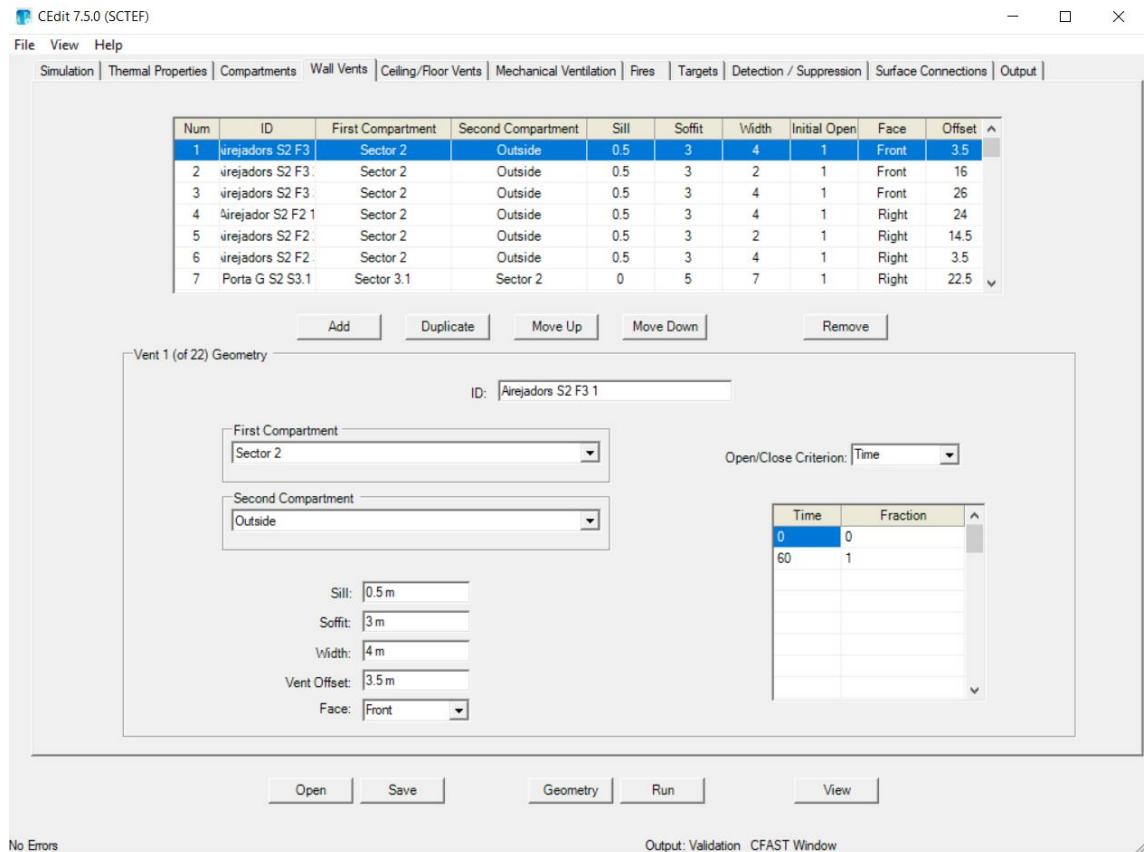 CEdit 7.5.0 (SCTEF)
File View Help
Simulation Thermal Properties Compartments Wall Vents Ceiling/Floor Vents Mechanical Ventilation Fires Targets Detection / Suppression Surface Connections Output
Num ID First Compartment Second Compartment Sill Soffit Width Initial Open Face Offset
1 irejadors S2 F3 Sector 2 Outside 0.5 3 4 1 Front 3.5
2 irejadors S2 F3 Sector 2 Outside 0.5 3 2 1 Front 16
3 irejadors S2 F3 Sector 2 Outside 0.5 3 4 1 Front 26
4 Airejador S2 F2 1 Sector 2 Outside 0.5 3 4 1 Right 24
5 irejadors S2 F2 Sector 2 Outside 0.5 3 2 1 Right 14.5
6 irejadors S2 F2 Sector 2 Outside 0.5 3 4 1 Right 3.5
7 Porta G S2 S3.1 Sector 3.1 Sector 2 0 5 7 1 Right 22.5
Add Duplicate Move Up Move Down Remove
Vent 1 (of 22) Geometry
ID: Airejadors S2 F3 1
First Compartment
Sector 2
Open/Close Criterion: Time
Second Compartment
Outside
Time Fraction
0 0
60 1
Sill: 0.5 m
Soffit: 3 m
Width: 4 m
Vent Offset: 3.5 m
Face: Front
Open Save Geometry Run View
No Errors Output: Validation CFAST Window